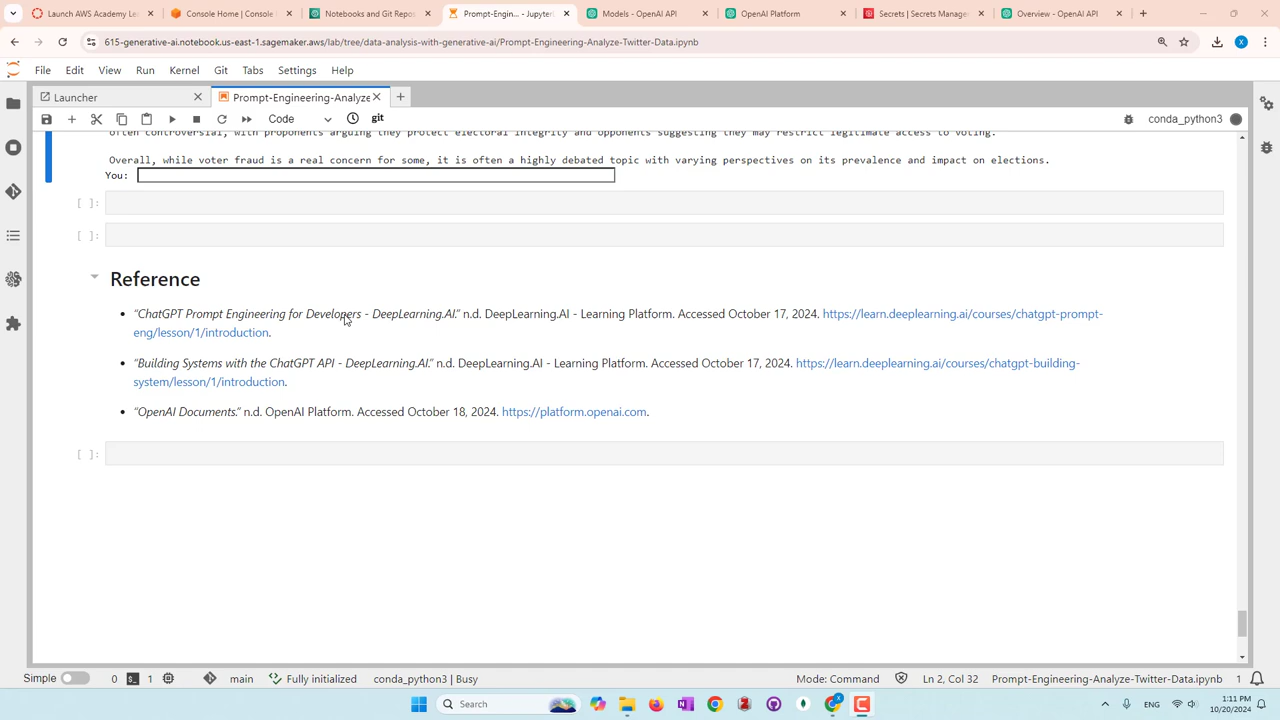 Launch AWS Academy Le
Console Home | Console
Notebooks and Git Repos
Prompt-Engin... - Jupyter
Models - OpenAI API
OpenAI Platform
Secrets | Secrets Manage
Overview - OpenAI API
615-generative-ai.notebook.us-east-1.sagemaker.aws/lab/tree/data-analysis-with-generative-ai/Prompt-Engineering-Analyze-Twitter-Data.ipynb
File Edit View Run Kernel Git Tabs Settings Help
Launcher
Prompt-Engineering-Analyze
Code
git
conda_python3
often controversial, with proponents arguing they protect electoral integrity and opponents suggesting they may restrict legitimate access to voting.
Overall, while voter fraud is a real concern for some, it is often a highly debated topic with varying perspectives on its prevalence and impact on elections.
You:
[ ]:
[ ]:
Reference
• “ChatGPT Prompt Engineering for Developers - DeepLearning.AI.” n.d. DeepLearning.AI - Learning Platform. Accessed October 17, 2024. https://learn.deeplearning.ai/courses/chatgpt-prompt-
eng/lesson/1/introduction.
• “Building Systems with the ChatGPT API - DeepLearning.AI.” n.d. DeepLearning.AI - Learning Platform. Accessed October 17, 2024. https://learn.deeplearning.ai/courses/chatgpt-building-
system/lesson/1/introduction.
• “OpenAI Documents.” n.d. OpenAI Platform. Accessed October 18, 2024. https://platform.openai.com.
[ ]:
Simple 0 1 main Fully initialized conda_python3 | Busy Mode: Command Ln 2, Col 32 Prompt-Engineering-Analyze-Twitter-Data.ipynb 1
Search
ENG
1:11 PM
10/20/2024